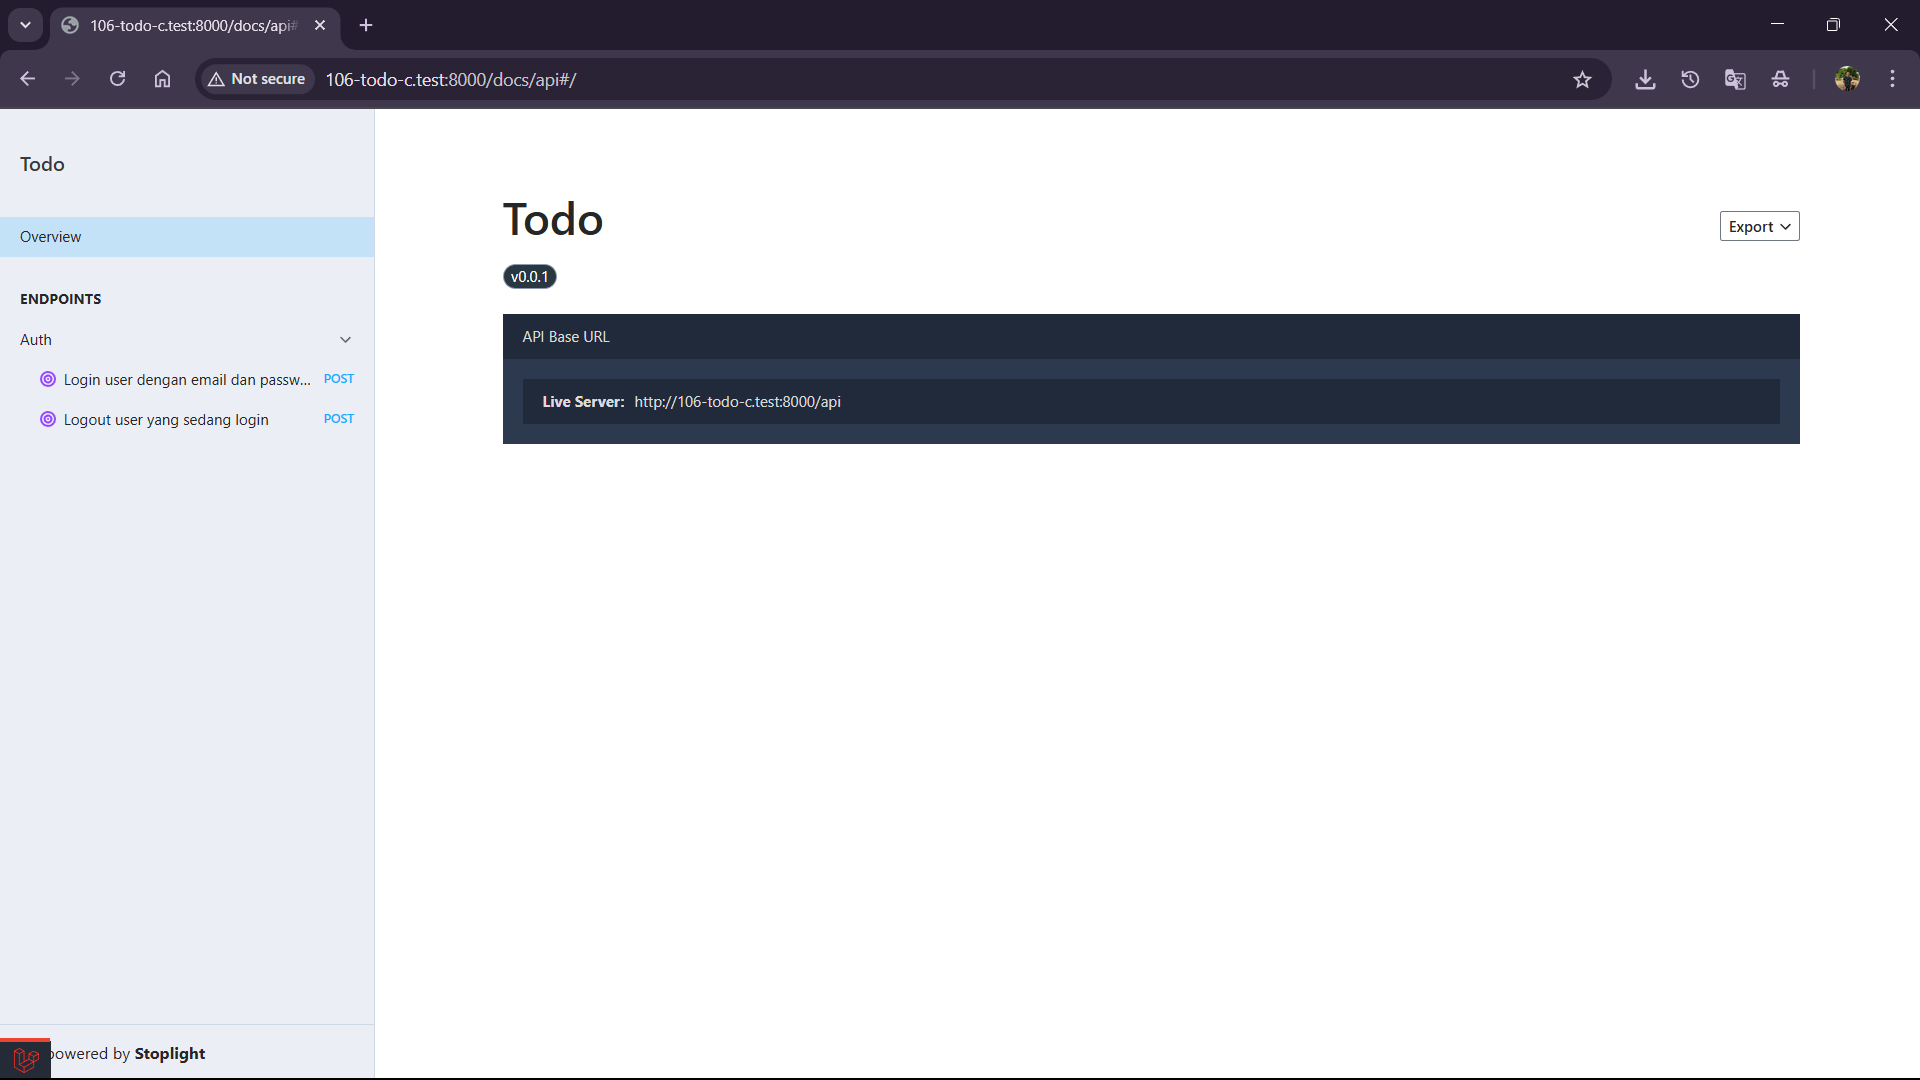 106-todo-c.test:8000/docs/api#
Not secure
106-todo-c.test:8000/docs/api#/
Todo
Overview
ENDPOINTS
Auth
Login user dengan email dan passw... POST
Logout user yang sedang login POST
powered by Stoplight
Todo
Export
v0.0.1
API Base URL
Live Server: http://106-todo-c.test:8000/api